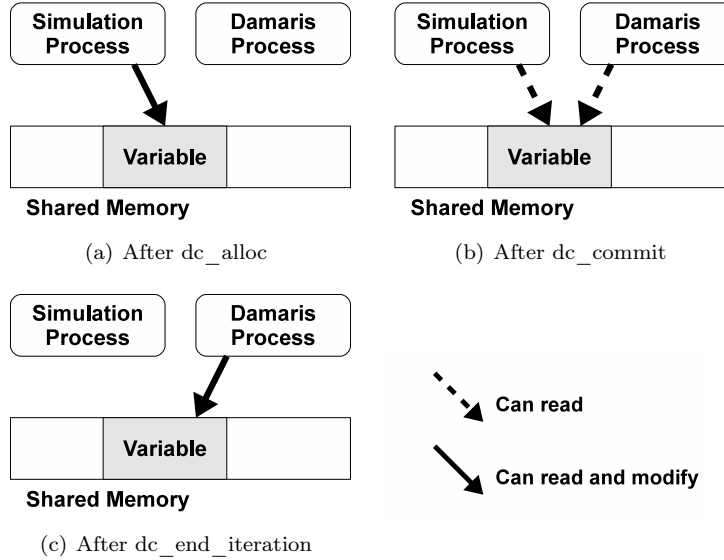 Simulation
Process
Damaris
Process
Variable
Shared Memory
(a) After dc_alloc
Simulation
Process
Damaris
Process
Variable
Shared Memory
(b) After dc_commit
Simulation
Process
Damaris
Process
Variable
Shared Memory
(c) After dc_end_iteration
Can read
Can read and modify